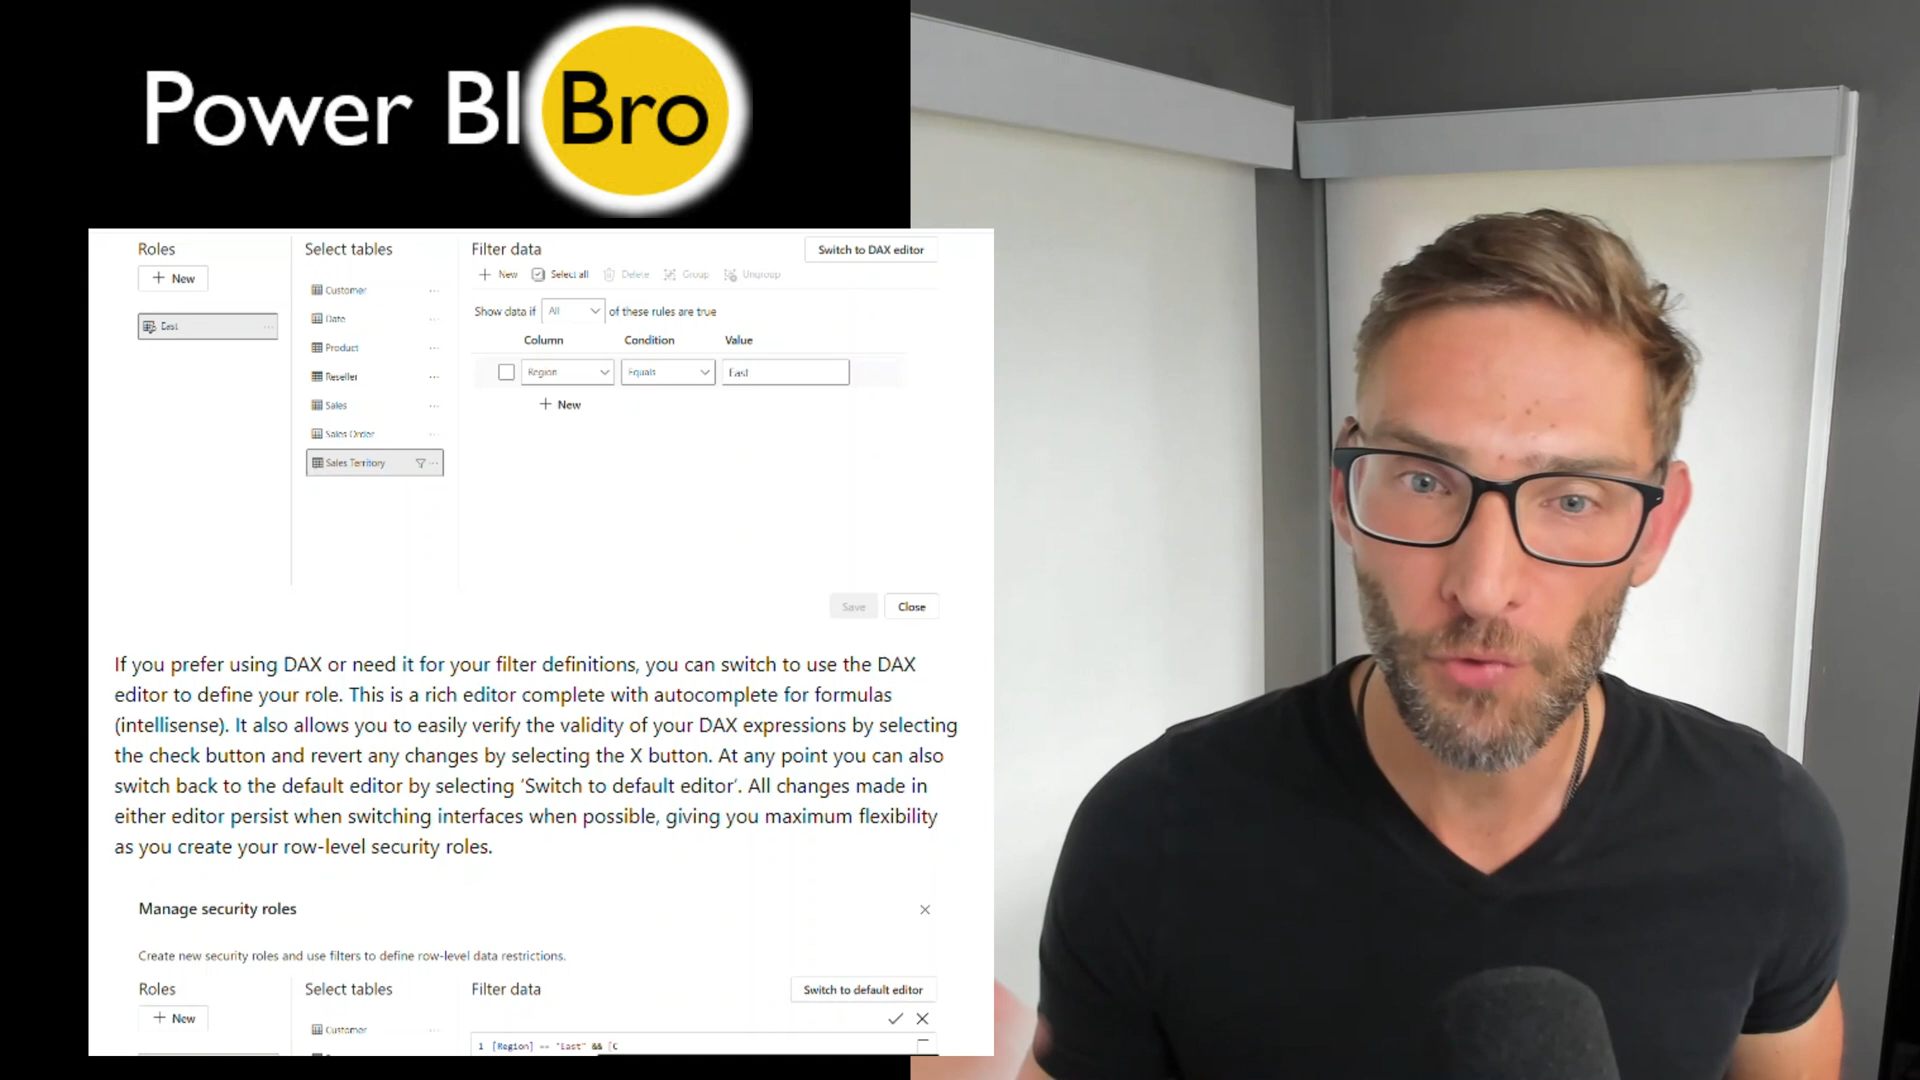 Power BI Bro
Roles
Select tables
Filter data
Switch to DAX editor
+ New
+ New
Select all
Delete
Group
Ungroup
Customer
Show data if All of these rules are true
East
Date
Column
Condition
Value
Product
Region
Equals
East
Reseller
+ New
Sales
Sales Order
Sales Territory
Save
Close
If you prefer using DAX or need it for your filter definitions, you can switch to use the DAX
editor to define your role. This is a rich editor complete with autocomplete for formulas
(intellisense). It also allows you to easily verify the validity of your DAX expressions by selecting
the check button and revert any changes by selecting the X button. At any point you can also
switch back to the default editor by selecting ‘Switch to default editor’. All changes made in
either editor persist when switching interfaces when possible, giving you maximum flexibility
as you create your row-level security roles.
Manage security roles
Create new security roles and use filters to define row-level data restrictions.
Roles
Select tables
Filter data
Switch to default editor
+ New
Customer
1 [Region] == "East" && [C